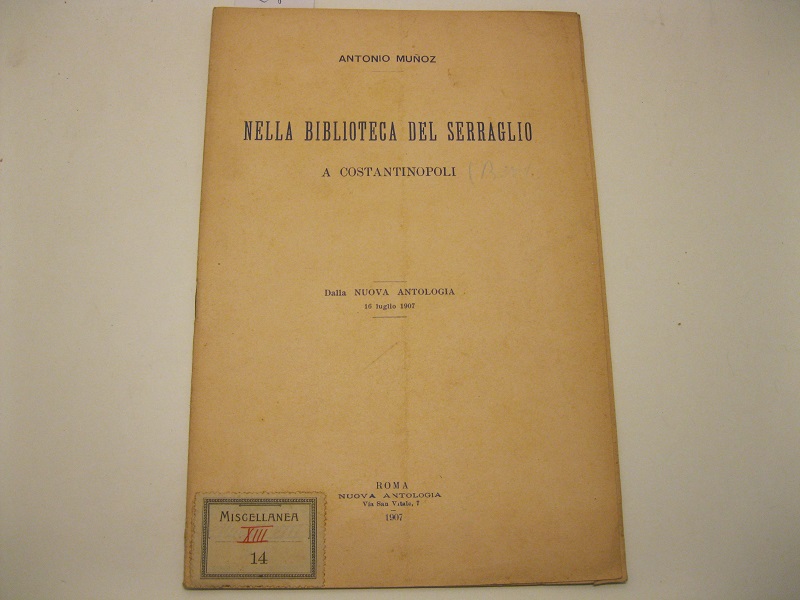 ANTONIO MUÑOZ
NELLA BIBLIOTECA DEL SERRAGLIO
A COSTANTINOPOLI
Dalla NUOVA ANTOLOGIA
16 luglio 1907
ROMA
NUOVA ANTOLOGIA
Via San Vitale, 7
1907
MISCELLANEA
XIII
14